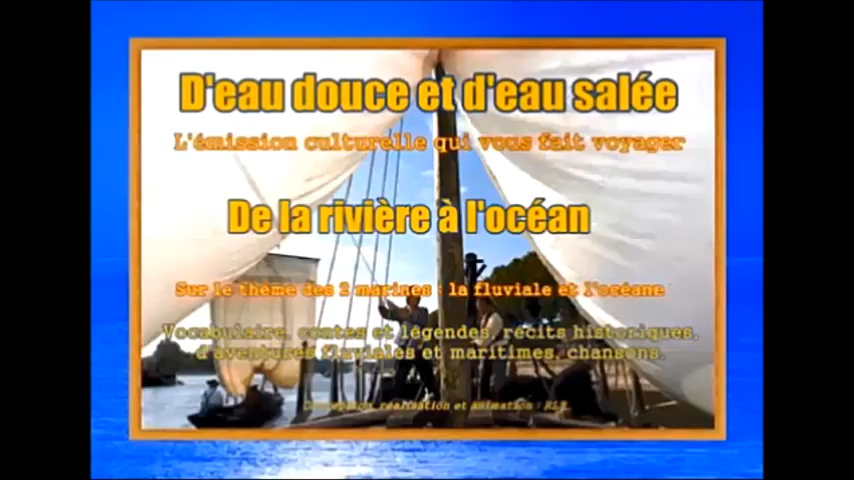 D'eau douce et d'eau salée
L'émission culturelle qui vous fait voyager
De la rivière à l'océan
Sur le thème des 2 marines : la fluviale et l'océane
Vocabulaire, contes et légendes, récits historiques,
d'aventures fluviales et maritimes, chansons.
Conception, réalisation et animation :